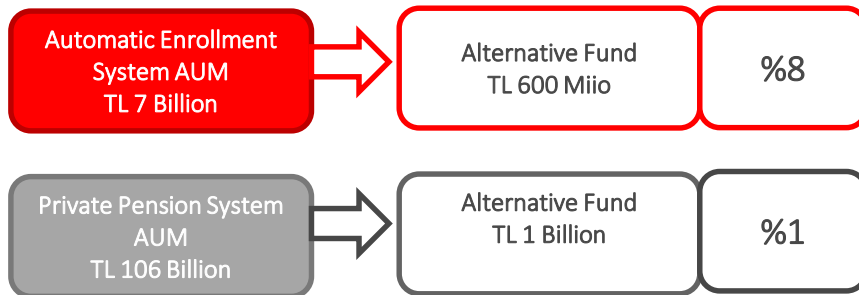 Automatic Enrollment
System AUM
TL 7 Billion
Alternative Fund
TL 600 Miio
%8
Private Pension System
AUM
TL 106 Billion
Alternative Fund
TL 1 Billion
%1